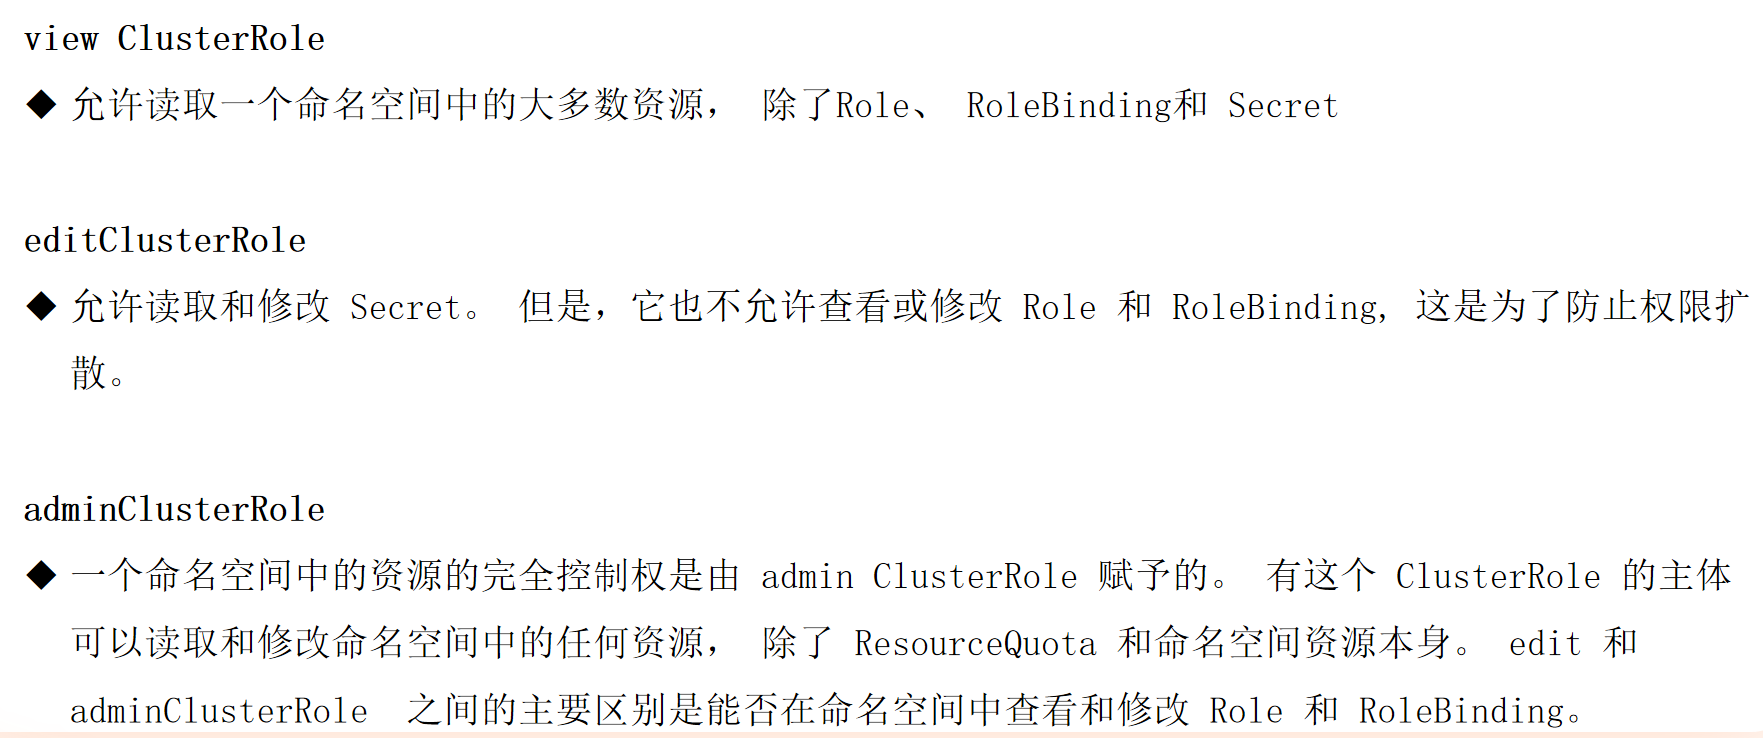 view ClusterRole
◆ 允许读取一个命名空间中的大多数资源， 除了Role、 RoleBinding和 Secret
editClusterRole
◆ 允许读取和修改 Secret。 但是，它也不允许查看或修改 Role 和 RoleBinding, 这是为了防止权限扩
散。
adminClusterRole
◆ 一个命名空间中的资源的完全控制权是由 admin ClusterRole 赋予的。 有这个 ClusterRole 的主体
可以读取和修改命名空间中的任何资源， 除了 ResourceQuota 和命名空间资源本身。 edit 和
adminClusterRole 之间的主要区别是能否在命名空间中查看和修改 Role 和 RoleBinding。